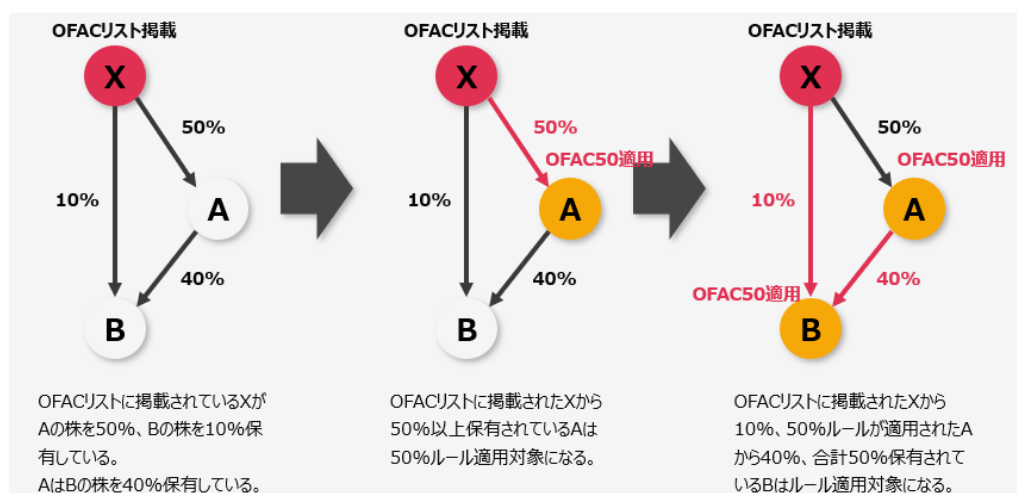 OFACリスト掲載
X
50%
10%
A
40%
B
OFACリストに掲載されているXが
Aの株を50%、Bの株を10%保
有している。
AはBの株を40%保有している。
OFACリスト掲載
X
50%
OFAC50適用
10%
A
40%
B
OFACリストに掲載されたXから
50%以上保有されているAは
50%ルール適用対象になる。
OFACリスト掲載
X
50%
OFAC50適用
10%
A
40%
OFAC50適用
B
OFACリストに掲載されたXから
10%、50%ルールが適用されたA
から40%、合計50%保有されて
いるBはルール適用対象になる。